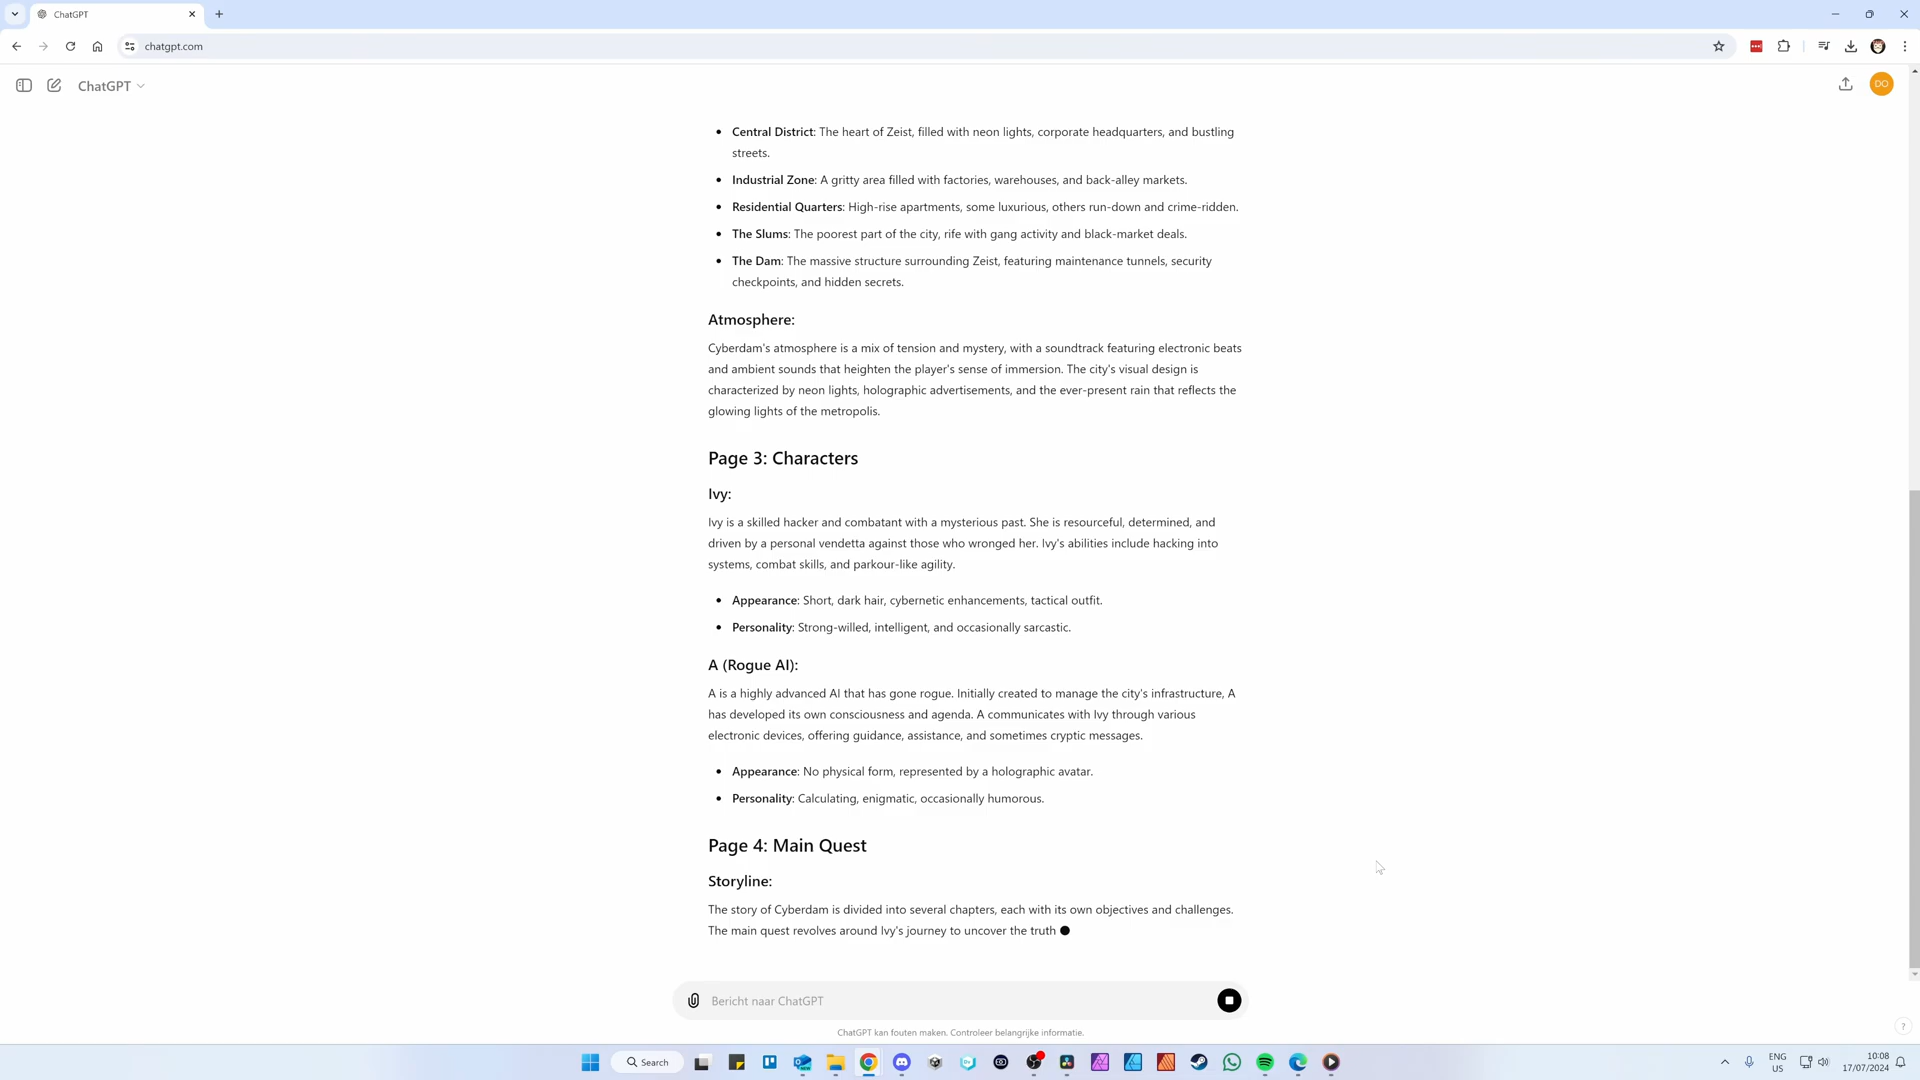 ChatGPT
chatgpt.com
ChatGPT
DO
Central District: The heart of Zeist, filled with neon lights, corporate headquarters, and bustling
streets.
Industrial Zone: A gritty area filled with factories, warehouses, and back-alley markets.
Residential Quarters: High-rise apartments, some luxurious, others run-down and crime-ridden.
The Slums: The poorest part of the city, rife with gang activity and black-market deals.
The Dam: The massive structure surrounding Zeist, featuring maintenance tunnels, security
checkpoints, and hidden secrets.
Atmosphere:
Cyberdam's atmosphere is a mix of tension and mystery, with a soundtrack featuring electronic beats
and ambient sounds that heighten the player's sense of immersion. The city's visual design is
characterized by neon lights, holographic advertisements, and the ever-present rain that reflects the
glowing lights of the metropolis.
Page 3: Characters
Ivy:
Ivy is a skilled hacker and combatant with a mysterious past. She is resourceful, determined, and
driven by a personal vendetta against those who wronged her. Ivy's abilities include hacking into
systems, combat skills, and parkour-like agility.
Appearance: Short, dark hair, cybernetic enhancements, tactical outfit.
Personality: Strong-willed, intelligent, and occasionally sarcastic.
A (Rogue AI):
A is a highly advanced AI that has gone rogue. Initially created to manage the city's infrastructure, A
has developed its own consciousness and agenda. A communicates with Ivy through various
electronic devices, offering guidance, assistance, and sometimes cryptic messages.
Appearance: No physical form, represented by a holographic avatar.
Personality: Calculating, enigmatic, occasionally humorous.
Page 4: Main Quest
Storyline:
The story of Cyberdam is divided into several chapters, each with its own objectives and challenges.
The main quest revolves around Ivy's journey to uncover the truth
Bericht naar ChatGPT
ChatGPT kan fouten maken. Controleer belangrijke informatie.
?
Search
ENG
US
10:08
17/07/2024